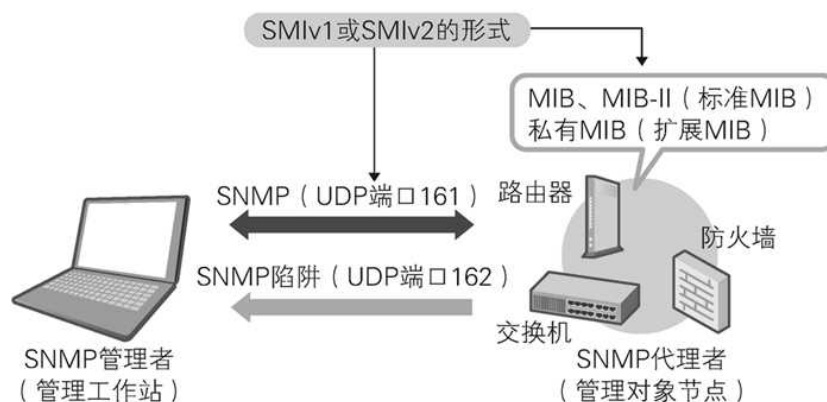 SMIv1或SMIv2的形式
MIB、MIB-II（标准MIB）
私有MIB（扩展MIB）
SNMP（UDP端口161）
路由器
防火墙
SNMP陷阱（UDP端口162）
交换机
SNMP管理者
（管理工作站）
SNMP代理者
（管理对象节点）